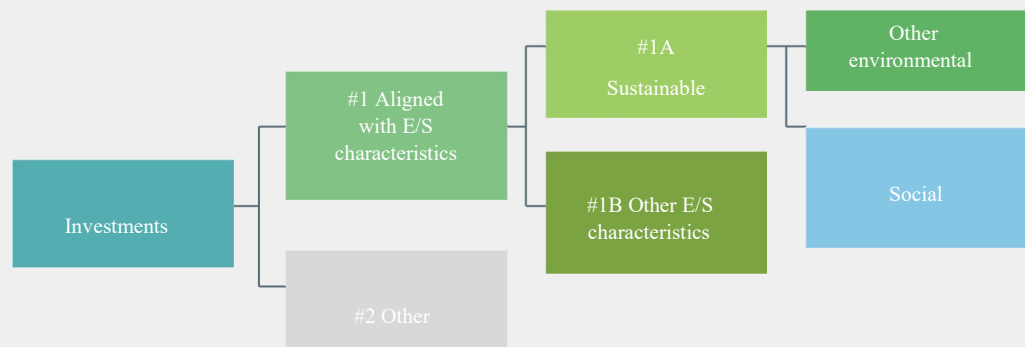 Investments
#1 Aligned
with E/S
characteristics
#2 Other
#1A
Sustainable
#1B Other E/S
characteristics
Other
environmental
Social